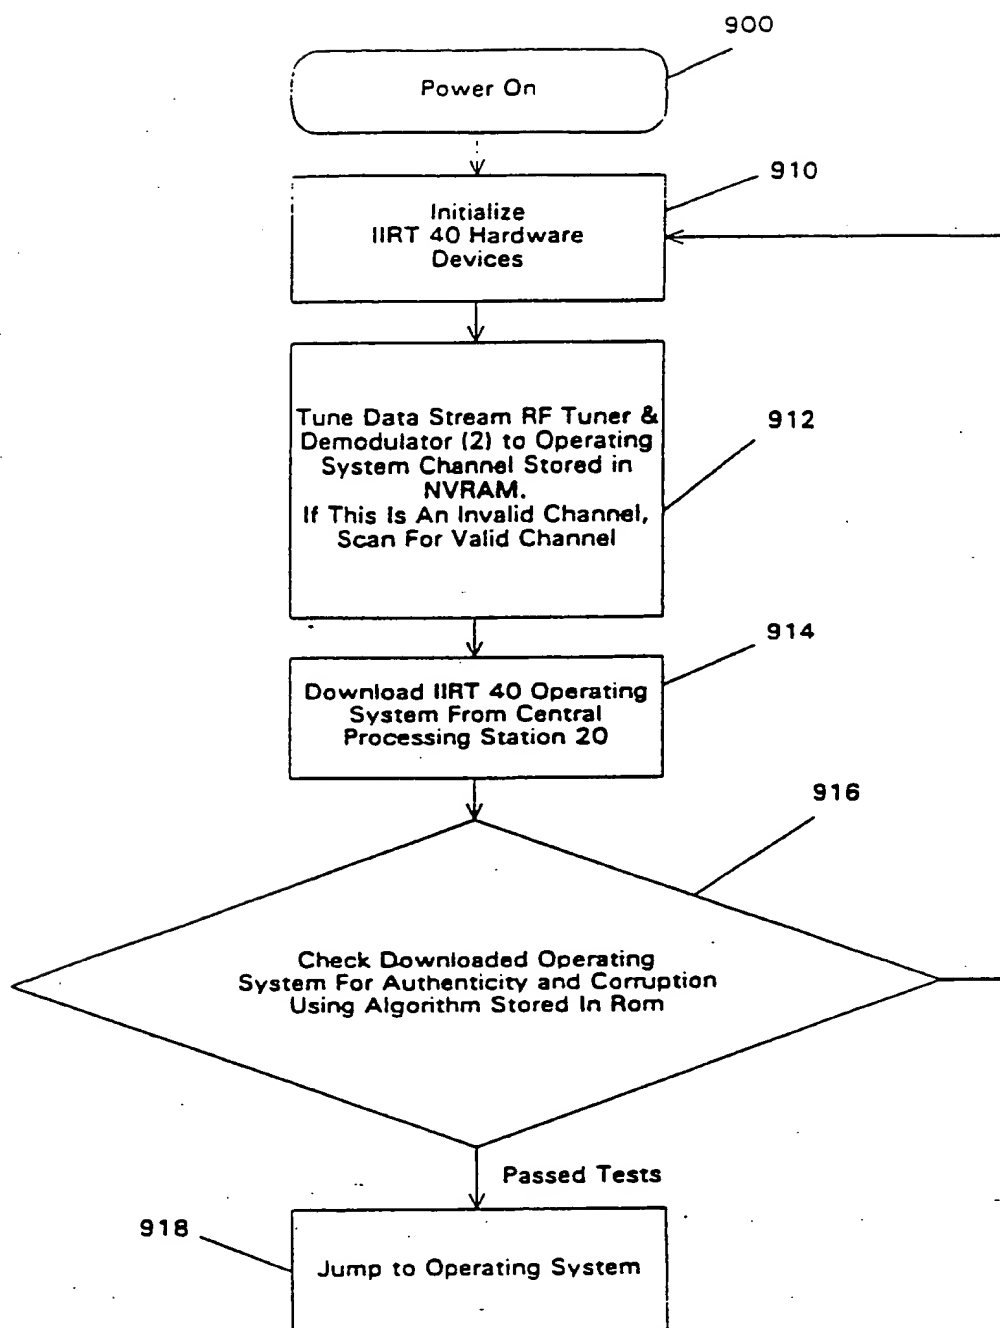 900
Power On
910
Initialize
IIRT 40 Hardware
Devices
Tune Data Stream RF Tuner &
Demodulator (2) to Operating
System Channel Stored in
NVRAM.
If This Is An Invalid Channel,
Scan For Valid Channel
912
914
Download IIRT 40 Operating
System From Central
Processing Station 20
916
Check Downloaded Operating
System For Authenticity and Corruption
Using Algorithm Stored In Rom
Passed Tests
918
Jump to Operating System